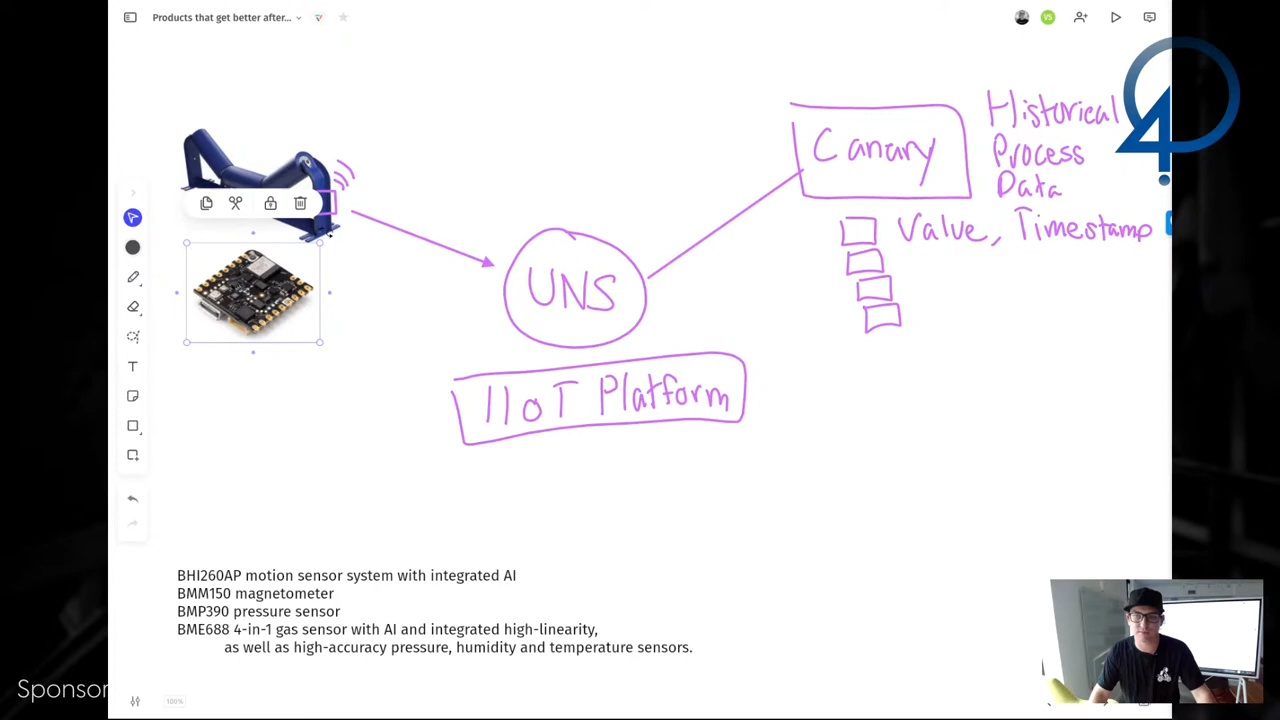 Products that get better after...
VS
Historical
Process
Data
Canary
Value, Timestamp
UNS
IIoT Platform
BHI260AP motion sensor system with integrated AI
BMM150 magnetometer
BMP390 pressure sensor
BME688 4-in-1 gas sensor with AI and integrated high-linearity,
as well as high-accuracy pressure, humidity and temperature sensors.
Sponsor
100%